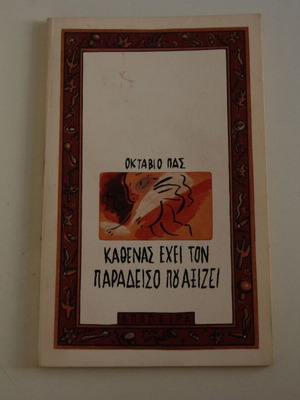 ΟΚΤΑΒΙΟ ΠΑΣ
ΚΑΘΕΝΑΣ ΕΧΕΙ ΤΟΝ
ΠΑΡΑΔΕΙΣΟ ΠΟΥ ΑΞΙΖΕΙ